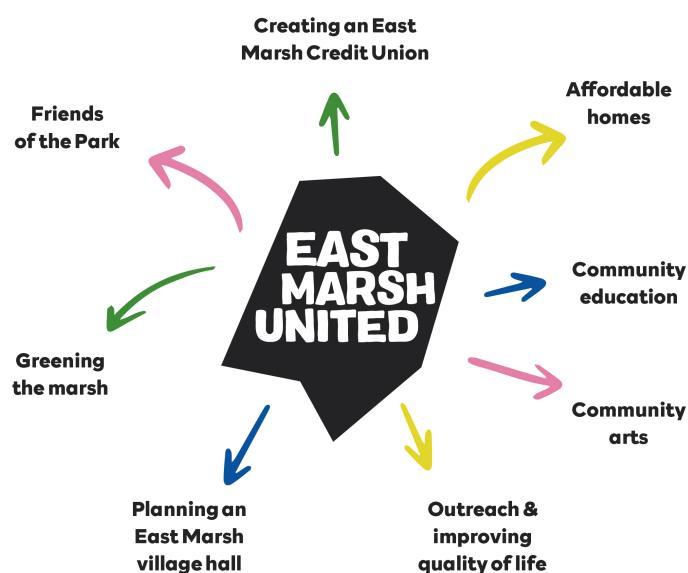 Creating an East
Marsh Credit Union
Affordable
homes
Friends
of the Park
EAST
MARSH
UNITED
Community
education
Greening
the marsh
Community
arts
Planning an
East Marsh
village hall
Outreach &
improving
quality of life